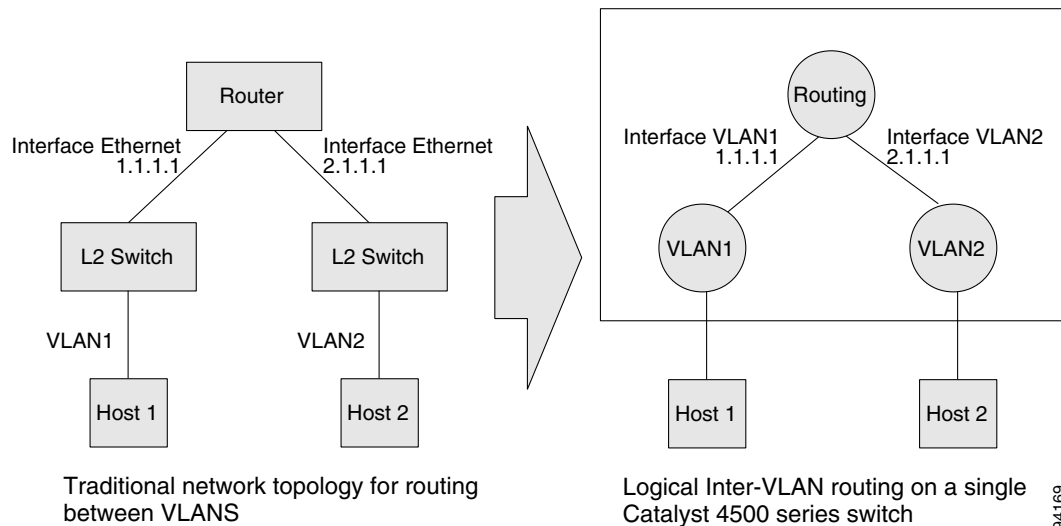 Router
Interface Ethernet
1.1.1.1
Interface Ethernet
2.1.1.1
L2 Switch
L2 Switch
VLAN1
VLAN2
Host 1
Host 2
Traditional network topology for routing
between VLANS
Routing
Interface VLAN1
1.1.1.1
Interface VLAN2
2.1.1.1
VLAN1
VLAN2
Host 1
Host 2
Logical Inter-VLAN routing on a single
Catalyst 4500 series switch